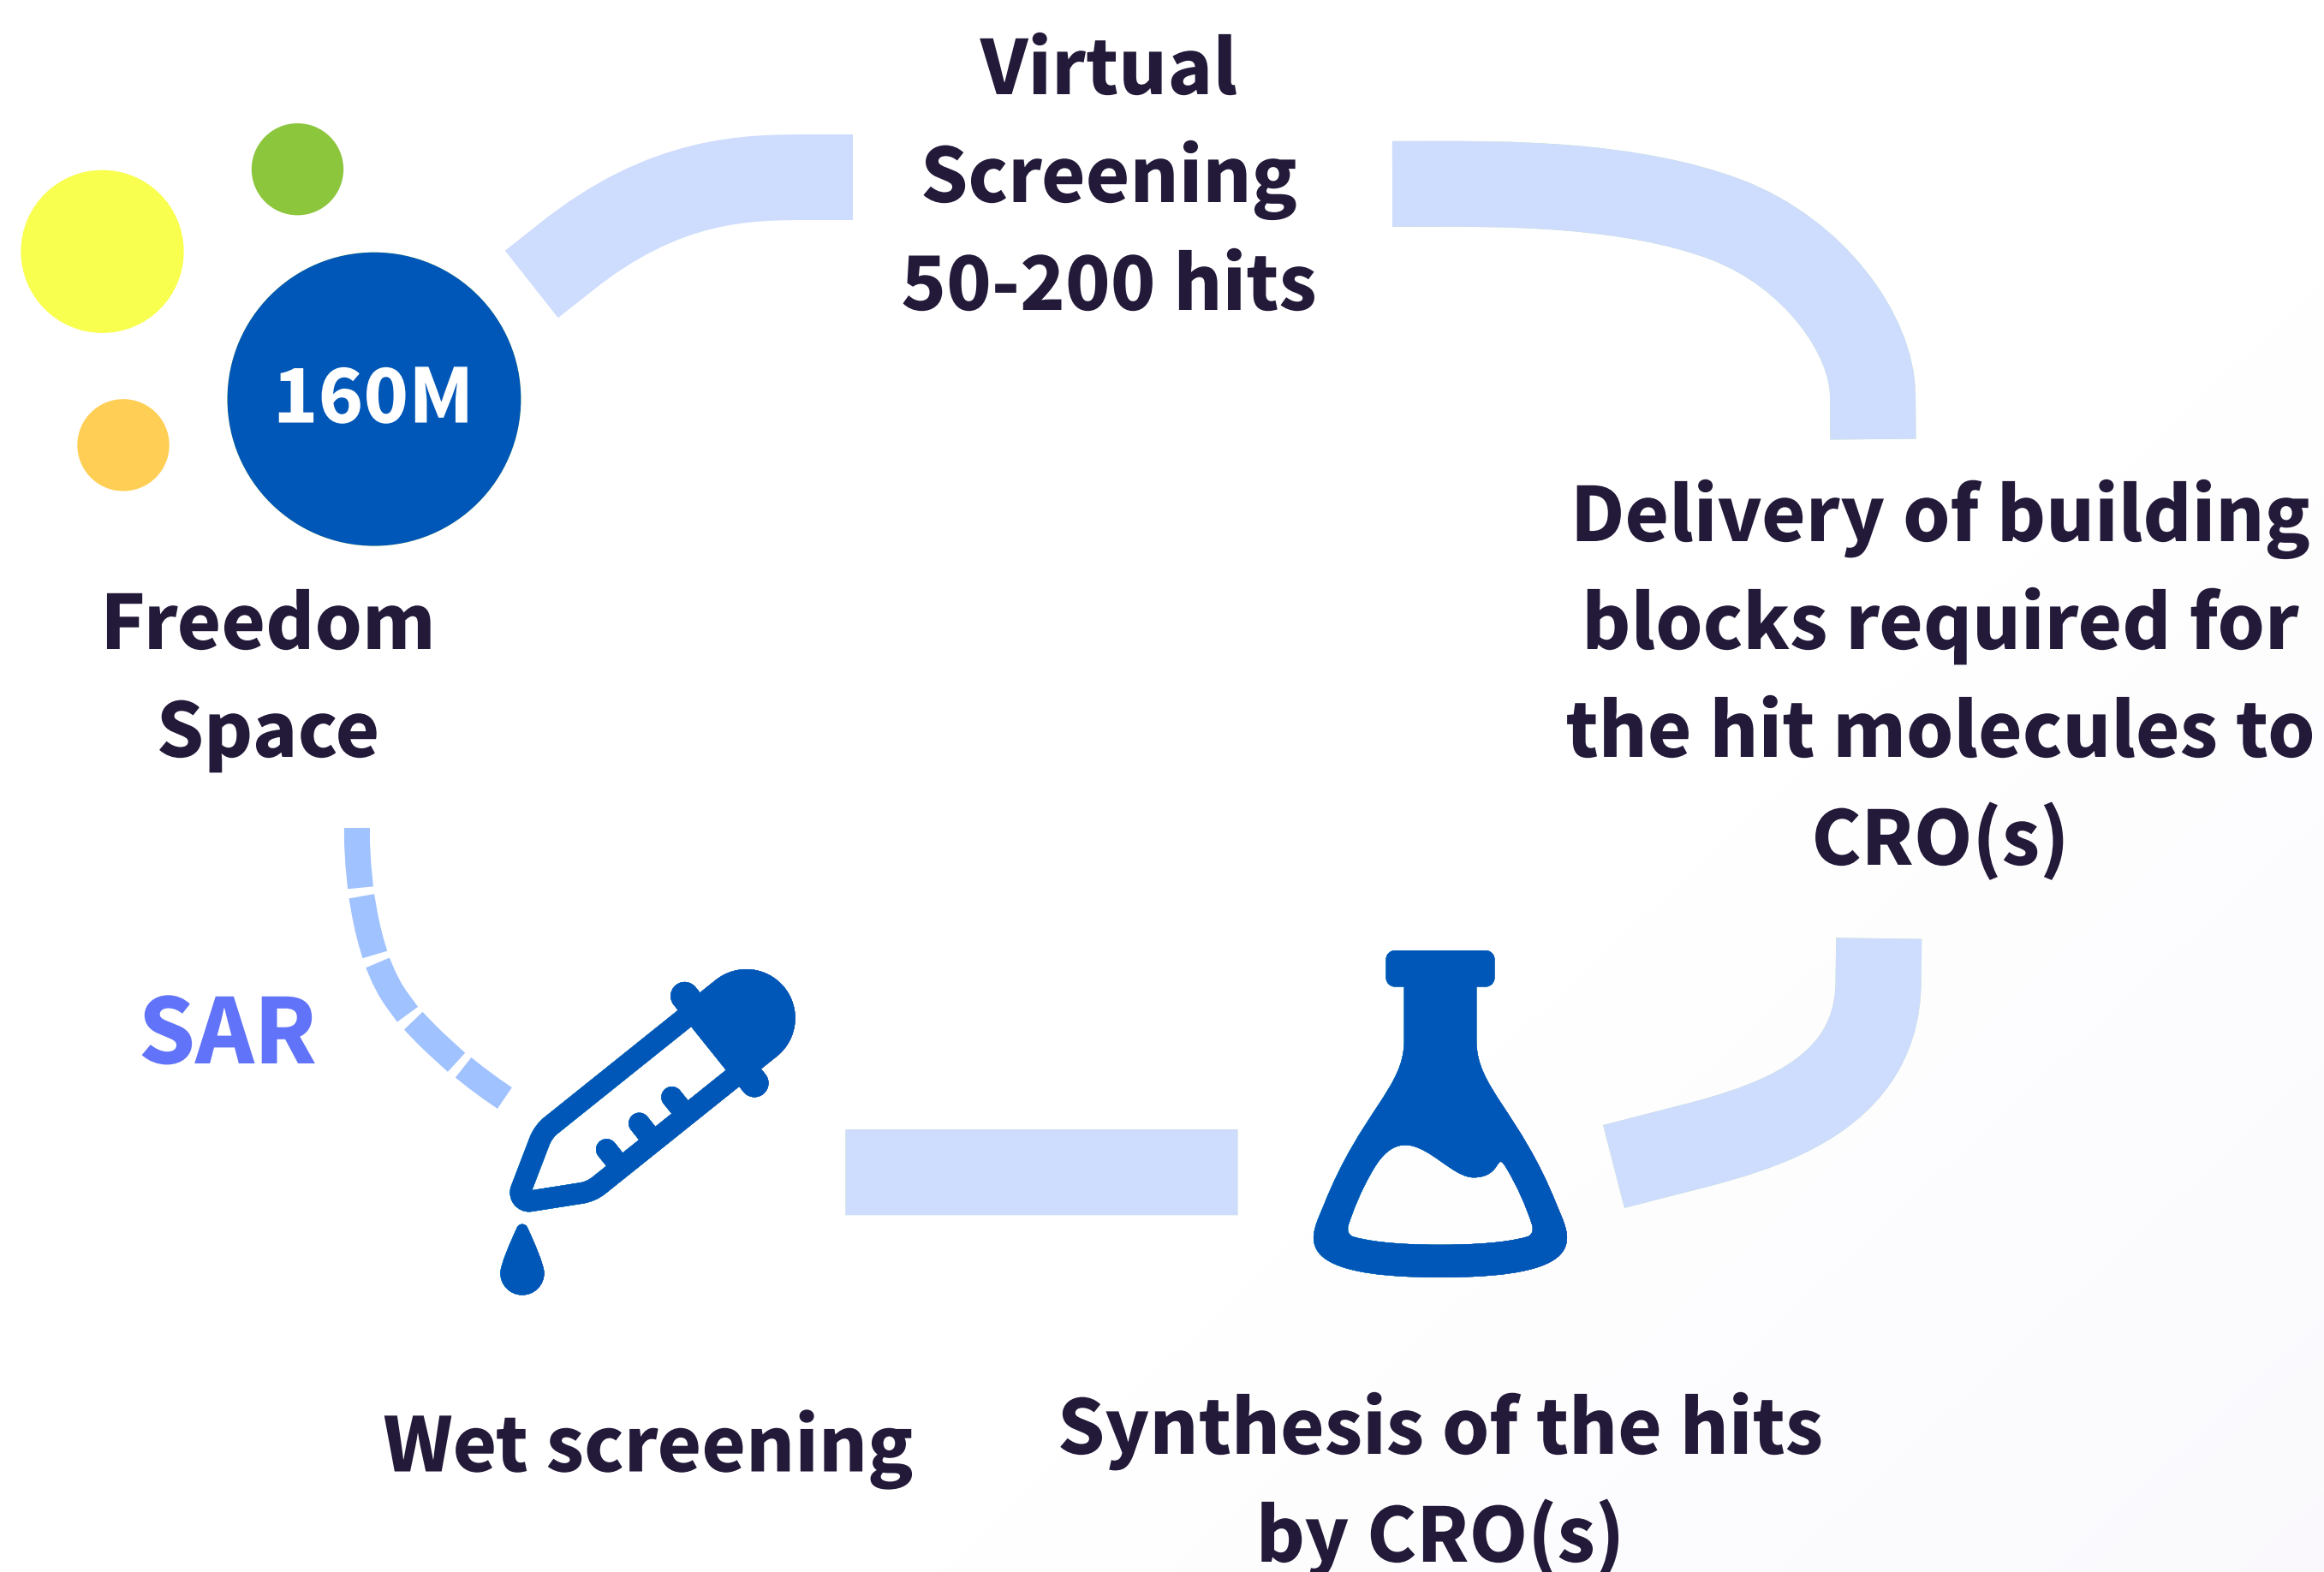 Virtual
Screening
50-200 hits
160M
Freedom
Space
Delivery of building
blocks required for
the hit molecules to
CRO(s)
SAR
Wet screening
Synthesis of the hits
by CRO(s)